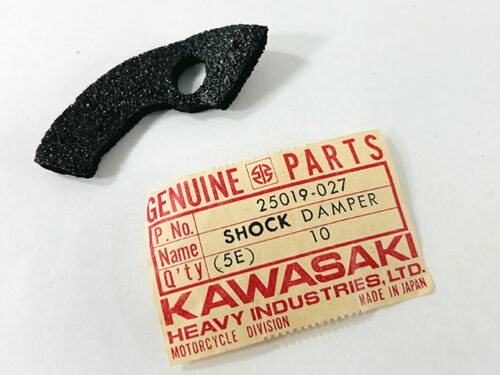 GENUINE PARTS
P.No. 25019-027
Name SHOCK DAMPER
Q'ty (5E) 10
KAWASAKI
HEAVY INDUSTRIES, LTD.
MOTORCYCLE DIVISION MADE IN JAPAN